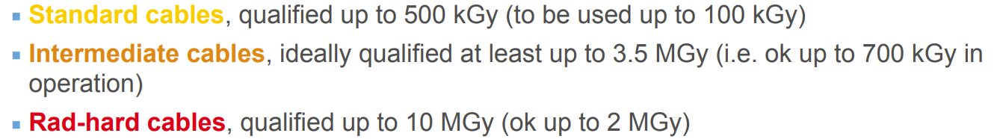 ▪ Standard cables, qualified up to 500 kGy (to be used up to 100 kGy)
▪ Intermediate cables, ideally qualified at least up to 3.5 MGy (i.e. ok up to 700 kGy in
operation)
▪ Rad-hard cables, qualified up to 10 MGy (ok up to 2 MGy)